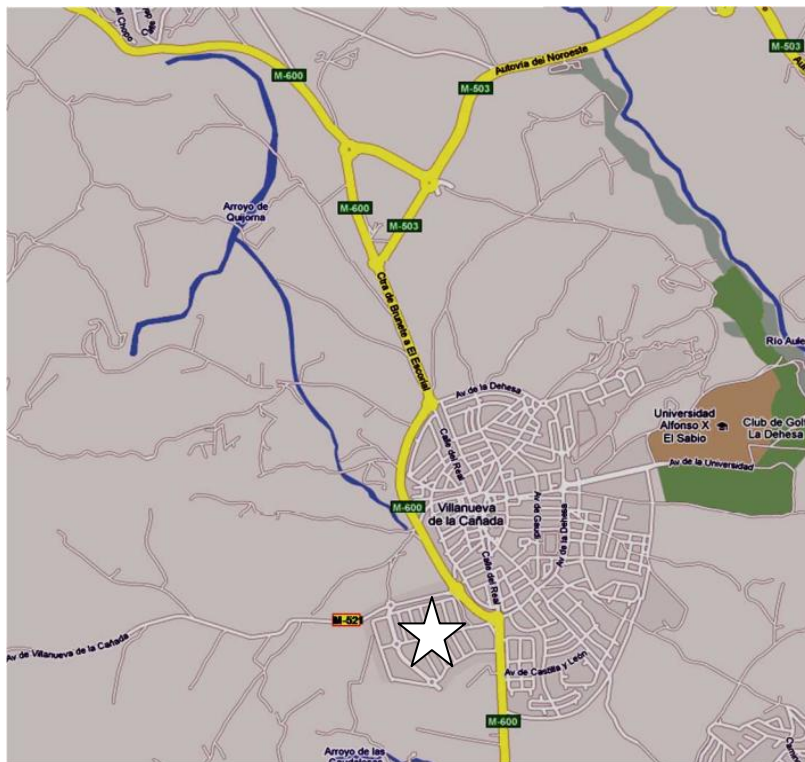 M-600
M-503
Autovía del Noroeste
M-503
Arroyo de
Quijorna
M-600
M-503
Ctra de Brunete a El Escorial
Av de la Dehesa
Calle del Real
Universidad
Alfonso X
El Sabio
Club de Golf
La Dehesa
Av de la Universidad
M-600
Villanueva
de la Cañada
Av de Gaudí
Av de la Dehesa
Calle del Real
M-521
Av de Villanueva de la Cañada
Av de Castilla y León
M-600
Arroyo de las